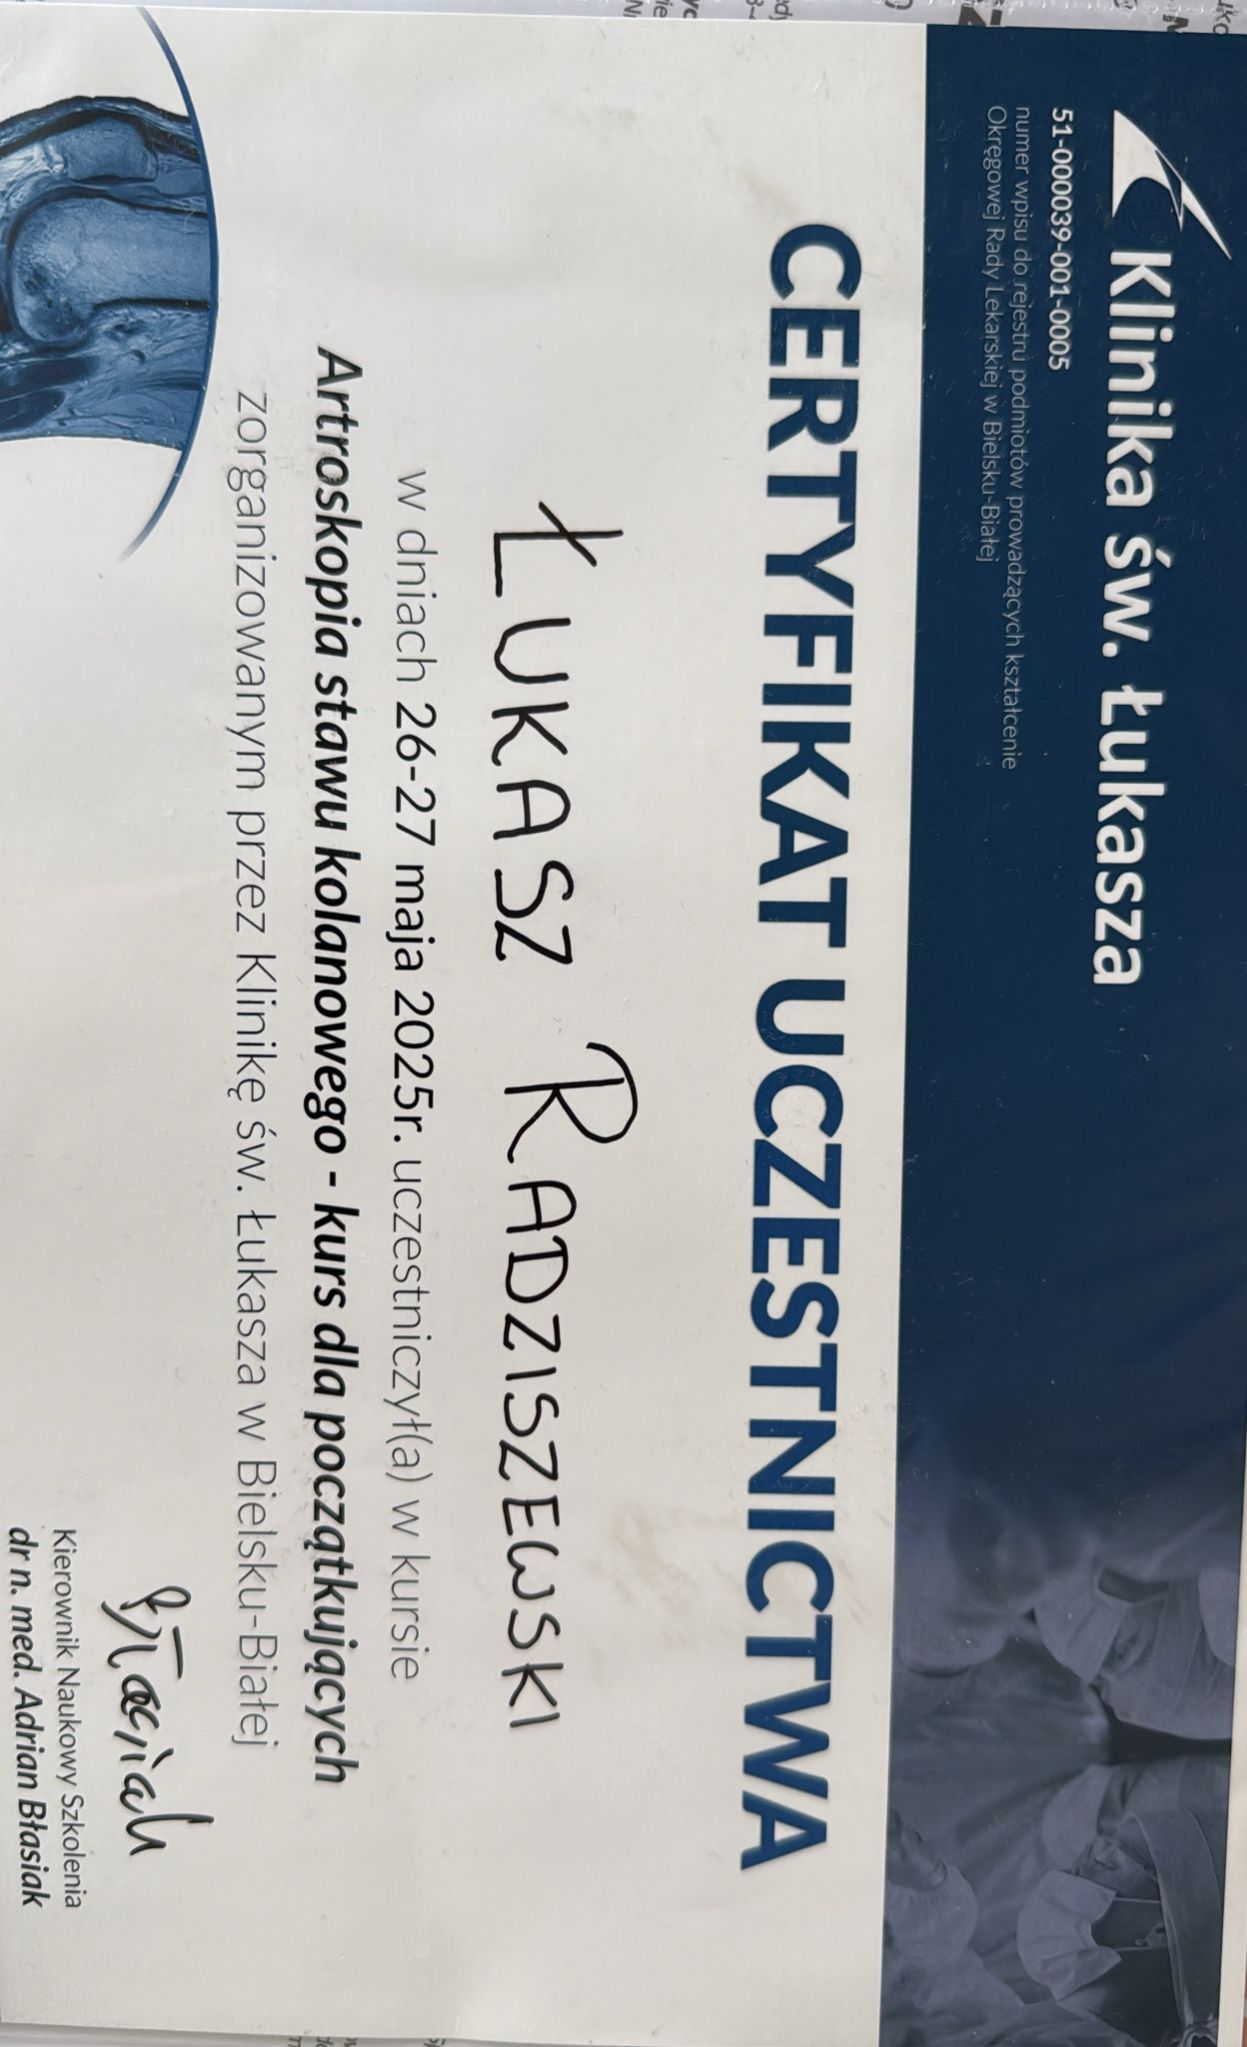 Klinika św. Łukasza
51-000039-001-0005
numer wpisu do rejestru podmiotów prowadzących kształcenie
Okręgowej Rady Lekarskiej w Bielsku-Białej
CERTYFIKAT UCZESTNICTWA
ŁUKASZ RADZISZEWSKI
w dniach 26-27 maja 2025r. uczestniczył(a) w kursie
Artroskopia stawu kolanowego - kurs dla początkujących
zorganizowanym przez Klinikę św. Łukasza w Bielsku-Białej
Błasiak
Kierownik Naukowy Szkolenia
dr n. med. Adrian Błasiak